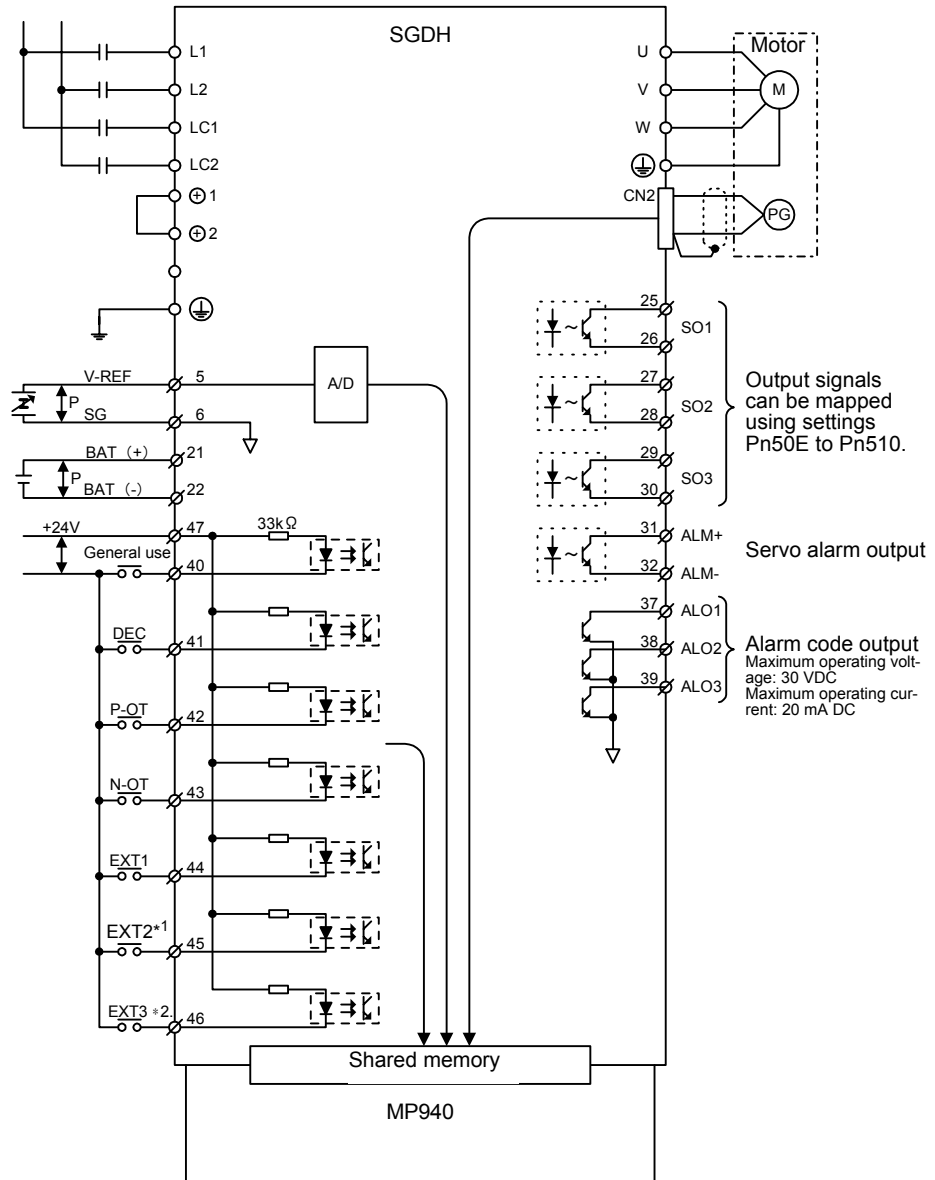 SGDH
L1
L2
LC1
LC2
⊕ 1
⊕ 2
U
V
W
Motor
M
CN2
PG
V-REF
5
A/D
P
SG
6
BAT (+)
21
P
BAT (-)
22
+24V
47
33kΩ
General use
40
DEC
41
P-OT
42
N-OT
43
EXT1
44
EXT2*1
45
EXT3 *2.
46
25
SO1
26
27
SO2
28
29
SO3
30
Output signals
can be mapped
using settings
Pn50E to Pn510.
31
ALM+
32
ALM-
Servo alarm output
37
ALO1
38
ALO2
39
ALO3
Alarm code output
Maximum operating volt-
age: 30 VDC
Maximum operating cur-
rent: 20 mA DC
Shared memory
MP940